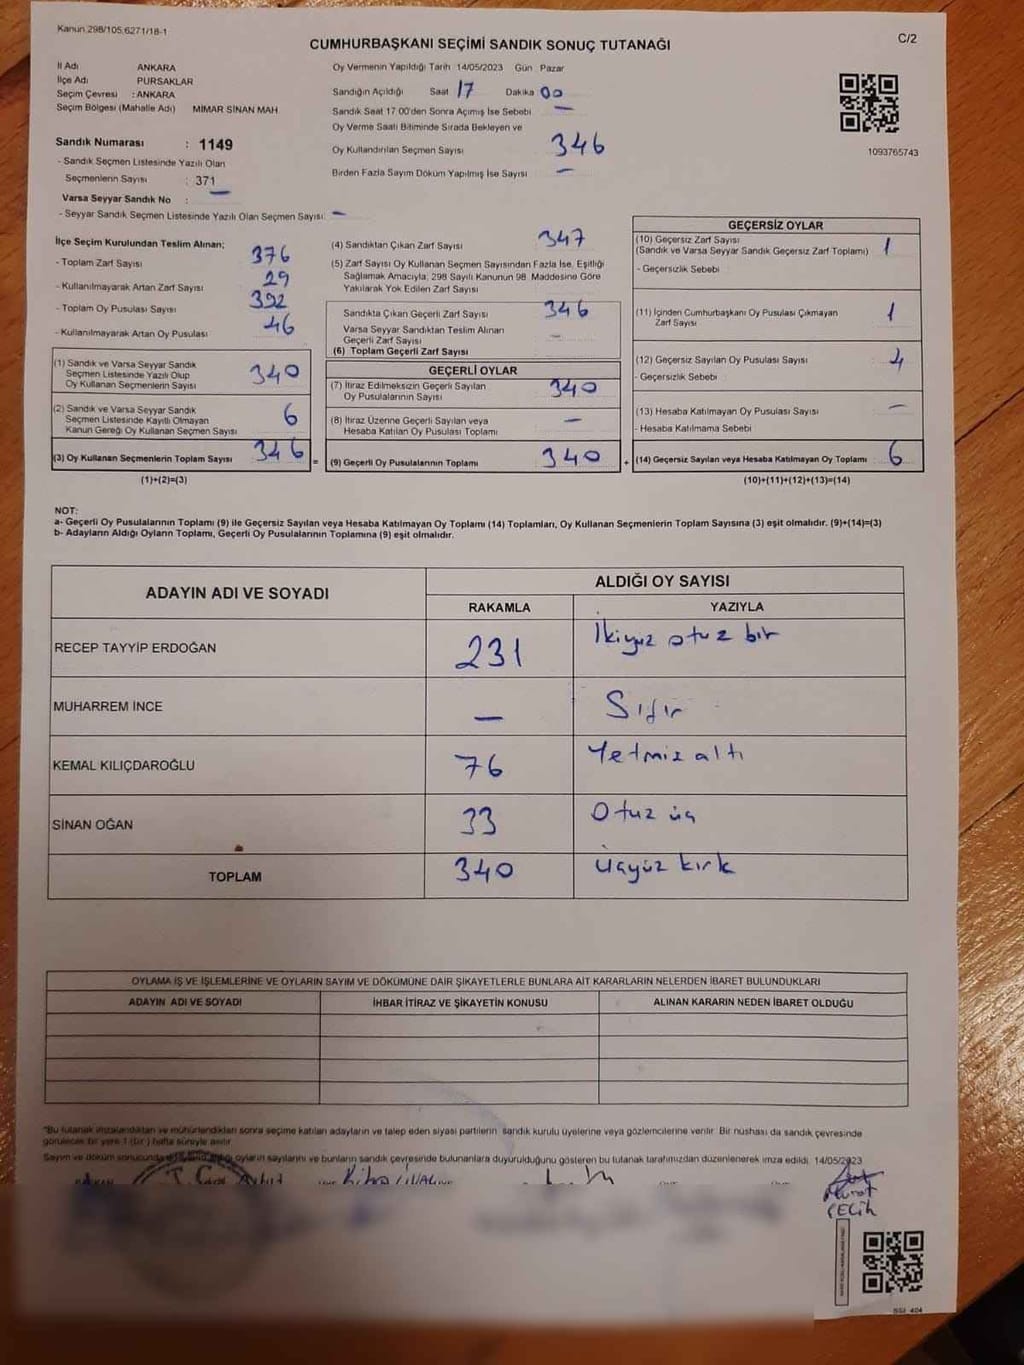 Kanun 298/105,6271/18-1
C/2
CUMHURBAŞKANI SEÇİMİ SANDIK SONUÇ TUTANAĞI
İl Adı ANKARA
İlçe Adı PURSAKLAR
Seçim Çevresi : ANKARA
Seçim Bölgesi (Mahalle Adı) MIMAR SINAN MAH
Sandık Numarası : 1149
- Sandık Seçmen Listesinde Yazılı Olan
Seçmenlerin Sayısı : 371
Varsa Seyyar Sandık No : —
- Seyyar Sandık Seçmen Listesinde Yazılı Olan Seçmen Sayısı: —
Oy Vermenin Yapıldığı Tarih 14/05/2023 Gün Pazar
Sandığın Açıldığı Saat 17 Dakika 00
Sandık Saat 17 00'den Sonra Açımış İse Sebebi —
Oy Verme Saati Bitiminde Sırada Bekleyen ve
Oy Kullandırılan Seçmen Sayısı 346
Birden Fazla Sayım Döküm Yapılmış İse Sayısı —
1093765743
İlçe Seçim Kurulundan Teslim Alınan;
- Toplam Zarf Sayısı 376
- Kullanılmayarak Artan Zarf Sayısı 29
- Toplam Oy Pusulası Sayısı 392
- Kullanılmayarak Artan Oy Pusulası 46
(1) Sandık ve Varsa Seyyar Sandık
Seçmen Listesinde Yazılı Olup
Oy Kullanan Seçmenlerin Sayısı 340
(2) Sandık ve Varsa Seyyar Sandık
Seçmen Listesinde Kayıtlı Olmayan
Kanun Gereği Oy Kullanan Seçmen Sayısı 6
(3) Oy Kullanan Seçmenlerin Toplam Sayısı 346 =
(1)+(2)=(3)
(4) Sandıktan Çıkan Zarf Sayısı 347
(5) Zarf Sayısı Oy Kullanan Seçmen Sayısından Fazla İse, Eşitliği
Sağlamak Amacıyla, 298 Sayılı Kanunun 98. Maddesine Göre
Yakılarak Yok Edilen Zarf Sayısı
Sandıkta Çıkan Geçerli Zarf Sayısı 346
Varsa Seyyar Sandıktan Teslim Alınan
Geçerli Zarf Sayısı —
(6) Toplam Geçerli Zarf Sayısı
GEÇERLİ OYLAR
(7) İtiraz Edilmeksizin Geçerli Sayılan
Oy Pusulalarının Sayısı 340
(8) İtiraz Üzerine Geçerli Sayılan veya
Hesaba Katılan Oy Pusulası Toplamı —
(9) Geçerli Oy Pusulalarının Toplamı 340 +
GEÇERSİZ OYLAR
(10) Geçersiz Zarf Sayısı 1
(Sandık ve Varsa Seyyar Sandık Geçersiz Zarf Toplamı)
- Geçersizlik Sebebi
(11) İçinden Cumhurbaşkanı Oy Pusulası Çıkmayan
Zarf Sayısı 1
(12) Geçersiz Sayılan Oy Pusulası Sayısı 4
- Geçersizlik Sebebi
(13) Hesaba Katılmayan Oy Pusulası Sayısı —
- Hesaba Katılmama Sebebi
(14) Geçersiz Sayılan veya Hesaba Katılmayan Oy Toplamı 6
(10)+(11)+(12)+(13)=(14)
NOT:
a- Geçerli Oy Pusulalarının Toplamı (9) ile Geçersiz Sayılan veya Hesaba Katılmayan Oy Toplamı (14) Toplamları, Oy Kullanan Seçmenlerin Toplam Sayısına (3) eşit olmalıdır. (9)+(14)=(3)
b- Adayların Aldığı Oyların Toplamı, Geçerli Oy Pusulalarının Toplamına (9) eşit olmalıdır.
ADAYIN ADI VE SOYADI ALDIĞI OY SAYISI
RAKAMLA YAZIYLA
RECEP TAYYİP ERDOĞAN 231 İkiyüz otuz bir
MUHARREM İNCE — Sıfır
KEMAL KILIÇDAROĞLU 76 Yetmiz altı
SİNAN OĞAN 33 Otuz üç
TOPLAM 340 üçyüz kırk
OYLAMA İŞ VE İŞLEMLERİNE VE OYLARIN SAYIM VE DÖKÜMÜNE DAİR ŞİKAYETLERLE BUNLARA AİT KARARLARIN NELERDEN İBARET BULUNDUKLARI
ADAYIN ADI VE SOYADI İHBAR İTİRAZ VE ŞİKAYETİN KONUSU ALINAN KARARIN NEDEN İBARET OLDUĞU
"Bu tutanak imzalandıktan ve mühürlendikten sonra seçime katılan adayların ve talep eden siyasi partilerin sandık kurulu üyelerine veya gözlemcilerine verilir. Bir nüshası da sandık çevresinde
görülecek bir yere 1 (bir) hafta süreyle asılır
Sayım ve döküm sonucunda oyların sayılarını ve bunların sandık çevresinde bulunanlara duyurulduğunu gösteren bu tutanak tarafımızdan düzenlenerek imza edildi. 14/05/2023
T.C.
Murat
ÇELİK